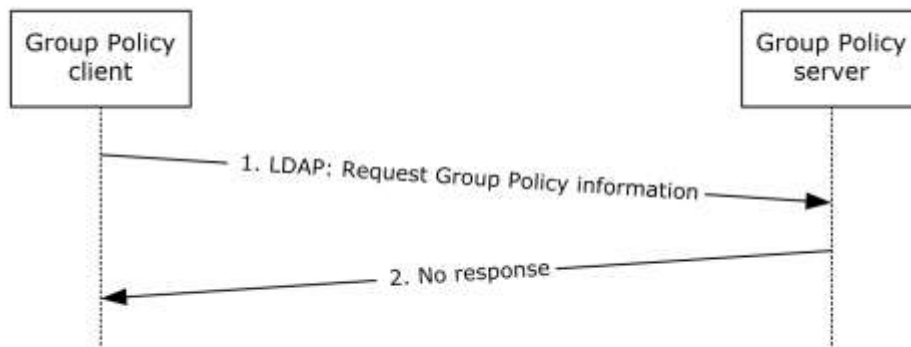 Group Policy
client
Group Policy
server
1. LDAP: Request Group Policy information
2. No response